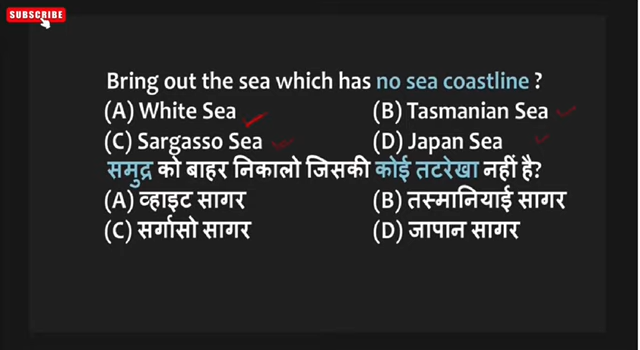 SUBSCRIBE
Bring out the sea which has no sea coastline ?
(A) White Sea (B) Tasmanian Sea
(C) Sargasso Sea (D) Japan Sea
समुद्र को बाहर निकालो जिसकी कोई तटरेखा नहीं है?
(A) व्हाइट सागर (B) तस्मानियाई सागर
(C) सर्गासो सागर (D) जापान सागर